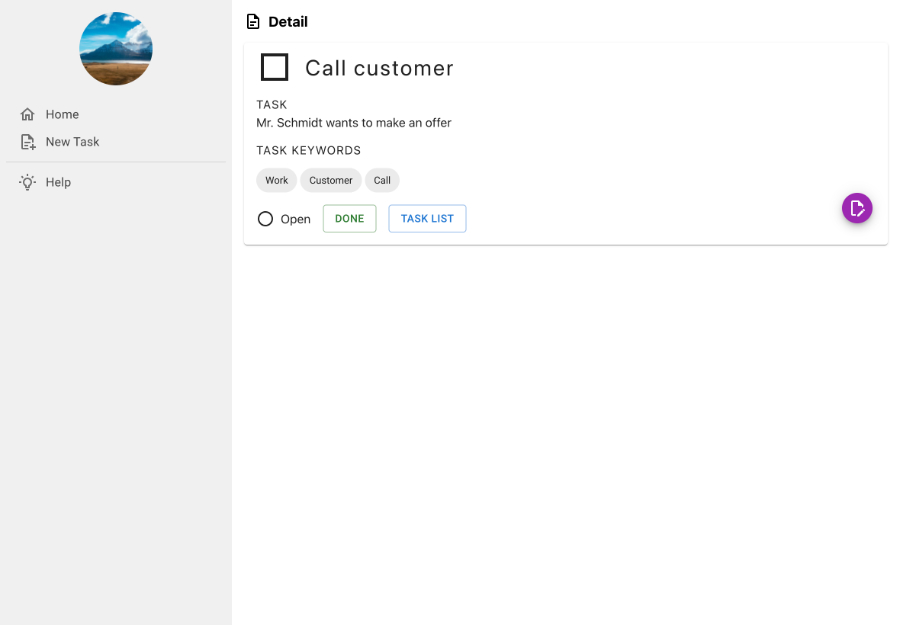 Home
New Task
Help
Detail
Call customer
TASK
Mr. Schmidt wants to make an offer
TASK KEYWORDS
Work Customer Call
Open DONE TASK LIST